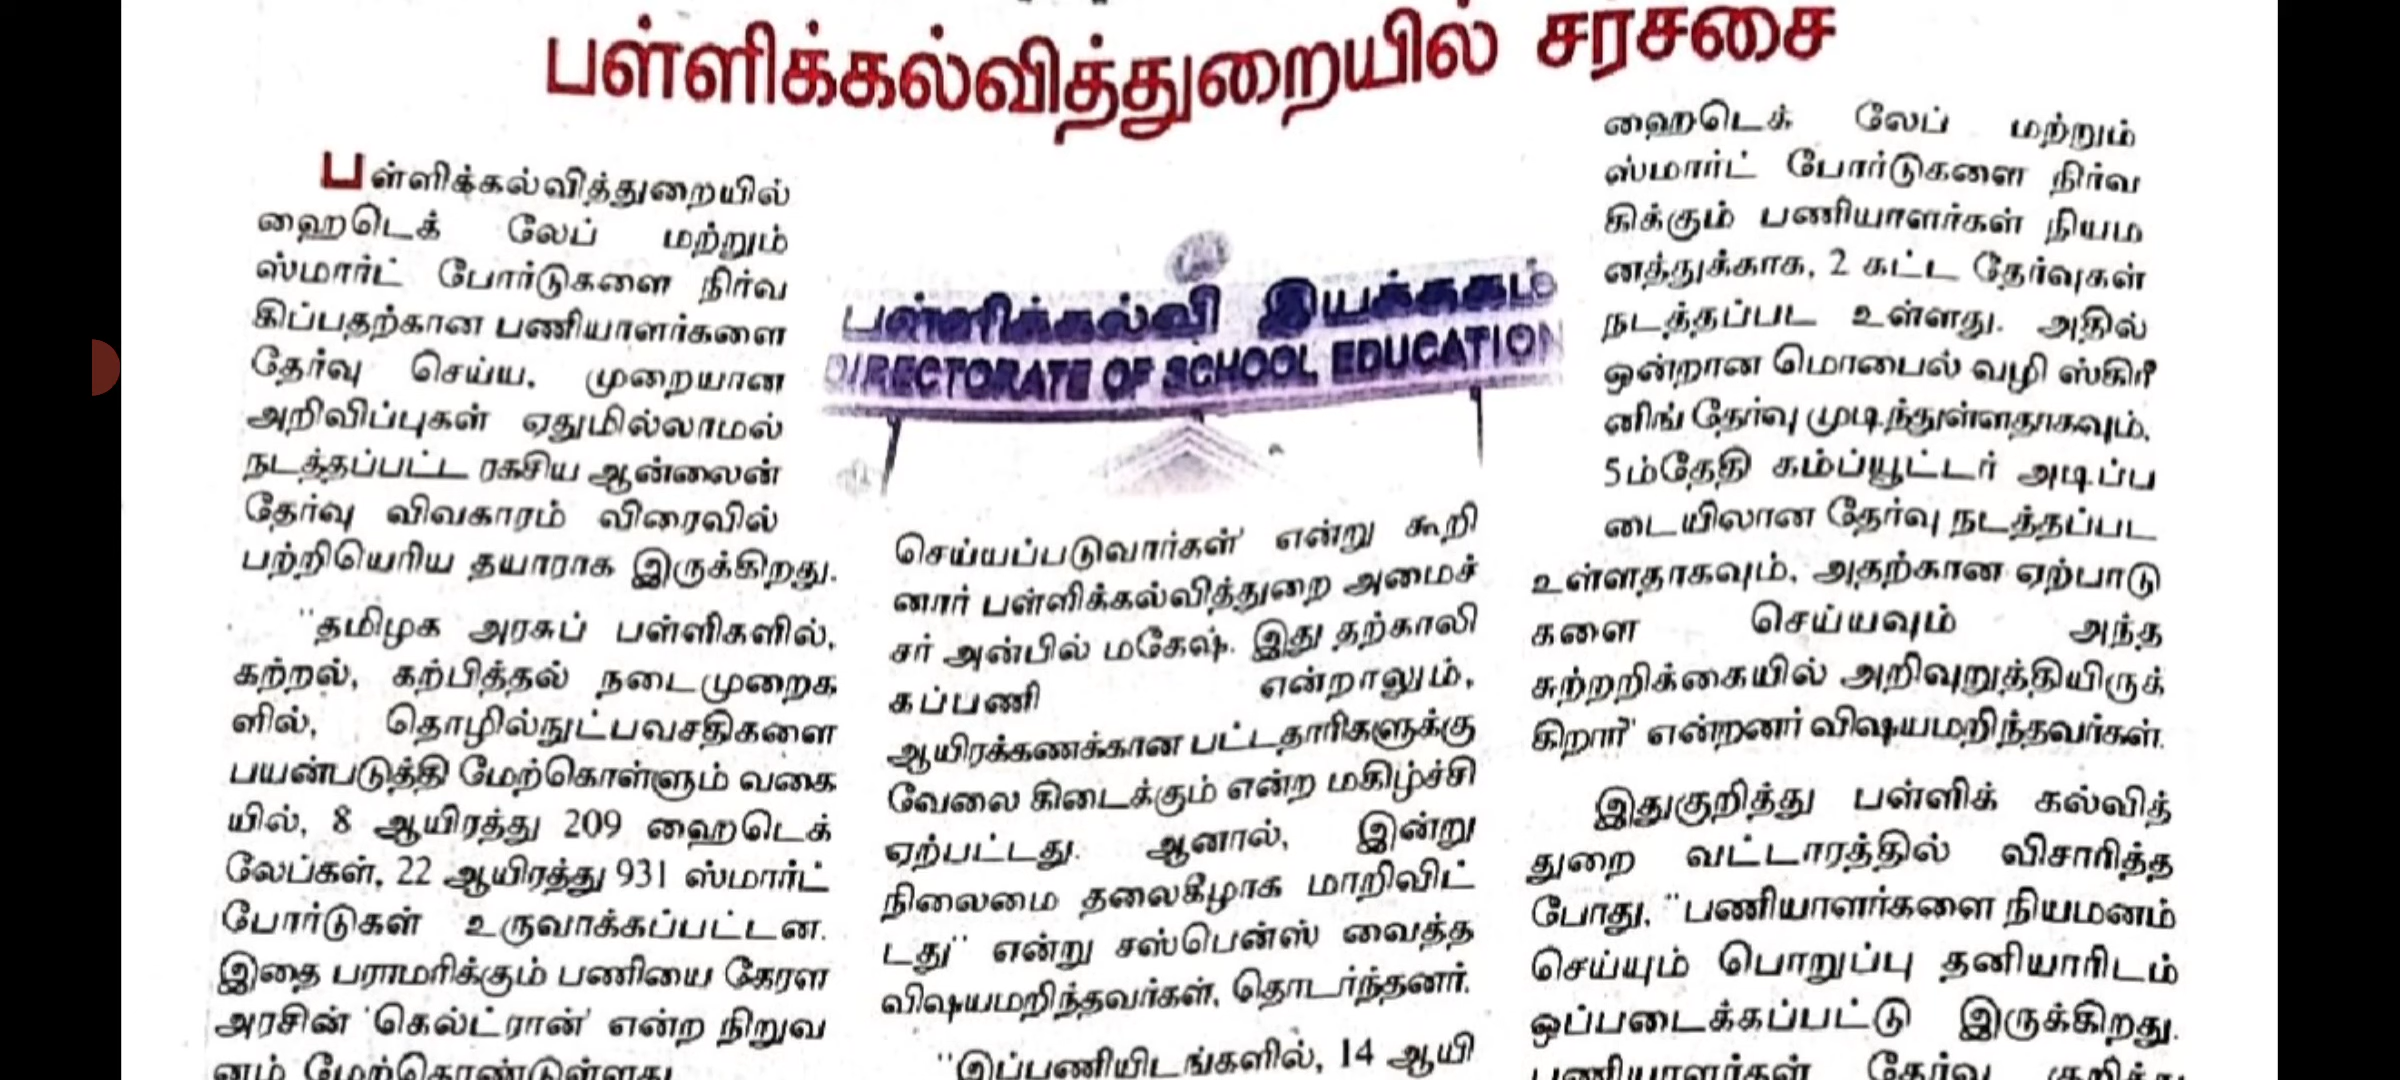 பள்ளிக்கல்வித்துறையில் சர்ச்சை
பள்ளிக்கல்வித்துறையில்
ஹைடெக் லேப் மற்றும்
ஸ்மார்ட் போர்டுகளை நிர்வ
கிப்பதற்கான பணியாளர்களை
தேர்வு செய்ய, முறையான
அறிவிப்புகள் ஏதுமில்லாமல்
நடத்தப்பட்ட ரகசிய ஆன்லைன்
தேர்வு விவகாரம் விரைவில்
பற்றியெரிய தயாராக இருக்கிறது.
"தமிழக அரசுப் பள்ளிகளில்,
கற்றல், கற்பித்தல் நடைமுறைக
ளில், தொழில்நுட்பவசதிகளை
பயன்படுத்தி மேற்கொள்ளும் வகை
யில், 8 ஆயிரத்து 209 ஹைடெக்
லேப்கள், 22 ஆயிரத்து 931 ஸ்மார்ட்
போர்டுகள் உருவாக்கப்பட்டன.
இதை பராமரிக்கும் பணியை கேரள
அரசின் 'கெல்ட்ரான்' என்ற நிறுவ
னம் மேற்கொண்டுள்ளது.
பள்ளிக்கல்வி இயக்ககம்
DIRECTORATE OF SCHOOL EDUCATION
செய்யப்படுவார்கள்' என்று கூறி
னார் பள்ளிக்கல்வித்துறை அமைச்
சர் அன்பில் மகேஷ். இது தற்காலி
கப்பணி என்றாலும்,
ஆயிரக்கணக்கான பட்டதாரிகளுக்கு
வேலை கிடைக்கும் என்ற மகிழ்ச்சி
ஏற்பட்டது. ஆனால், இன்று
நிலைமை தலைகீழாக மாறிவிட்
டது" என்று சஸ்பென்ஸ் வைத்த
விஷயமறிந்தவர்கள், தொடர்ந்தனர்.
"இப்பணியிடங்களில், 14 ஆயி
ஹைடெக் லேப் மற்றும்
ஸ்மார்ட் போர்டுகளை நிர்வ
கிக்கும் பணியாளர்கள் நியம
னத்துக்காக, 2 கட்ட தேர்வுகள்
நடத்தப்பட உள்ளது. அதில்
ஒன்றான மொபைல் வழி ஸ்கிரீ
னிங் தேர்வு முடிந்துள்ளதாகவும்,
5ம்தேதி கம்ப்யூட்டர் அடிப்ப
டையிலான தேர்வு நடத்தப்பட
உள்ளதாகவும், அதற்கான ஏற்பாடு
களை செய்யவும் அந்த
சுற்றறிக்கையில் அறிவுறுத்தியிருக்
கிறார்" என்றனர் விஷயமறிந்தவர்கள்.
இதுகுறித்து பள்ளிக் கல்வித்
துறை வட்டாரத்தில் விசாரித்த
போது, "பணியாளர்களை நியமனம்
செய்யும் பொறுப்பு தனியாரிடம்
ஒப்படைக்கப்பட்டு இருக்கிறது.
பணியாளர்கள் தேர்வு குறித்து